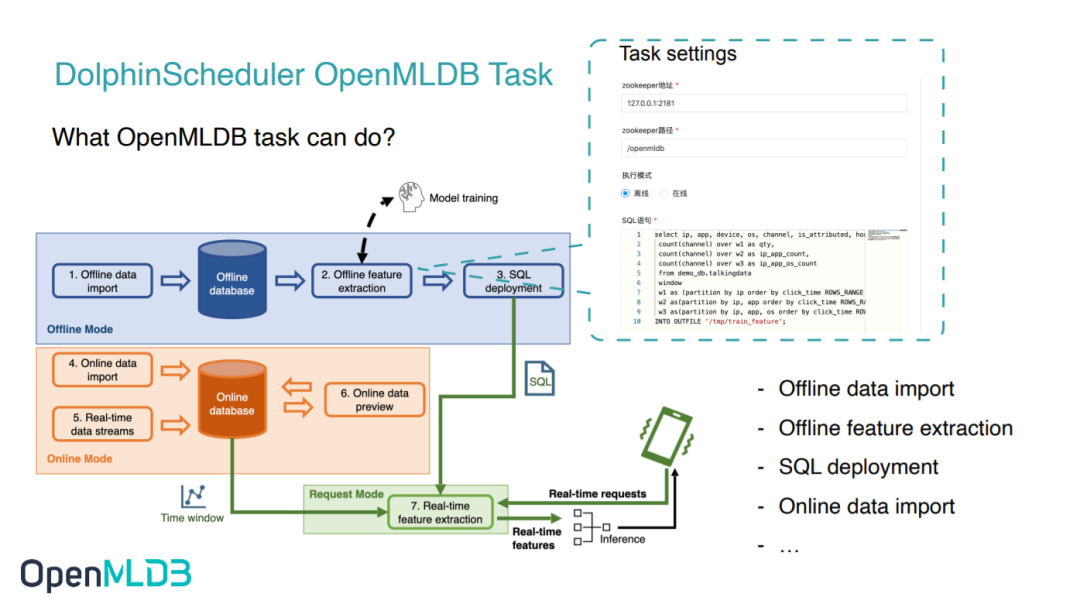 DolphinScheduler OpenMLDB Task
What OpenMLDB task can do?
Task settings
zookeeper地址 *
127.0.0.1:2181
zookeeper路径 *
/openmldb
执行模式
离线
在线
SQL语句 *
1 select ip, app, device, os, channel, is_attributed, hou
2 count(channel) over w1 as qty,
3 count(channel) over w2 as ip_app_count,
4 count(channel) over w3 as ip_app_os_count
5 from demo_db.talkingdata
6 window
7 w1 as (partition by ip order by click_time ROWS_RANGE
8 w2 as(partition by ip, app order by click_time ROWS_RA
9 w3 as(partition by ip, app, os order by click_time ROW
10 INTO OUTFILE '/tmp/train_feature';
Model training
1. Offline data
import
Offline
database
2. Offline feature
extraction
3. SQL
deployment
Offline Mode
4. Online data
import
5. Real-time
data streams
Online
database
6. Online data
preview
Online Mode
SQL
Time window
Request Mode
7. Real-time
feature extraction
Real-time requests
Real-time
features
Inference
- Offline data import
- Offline feature extraction
- SQL deployment
- Online data import
- ...
OpenMLDB